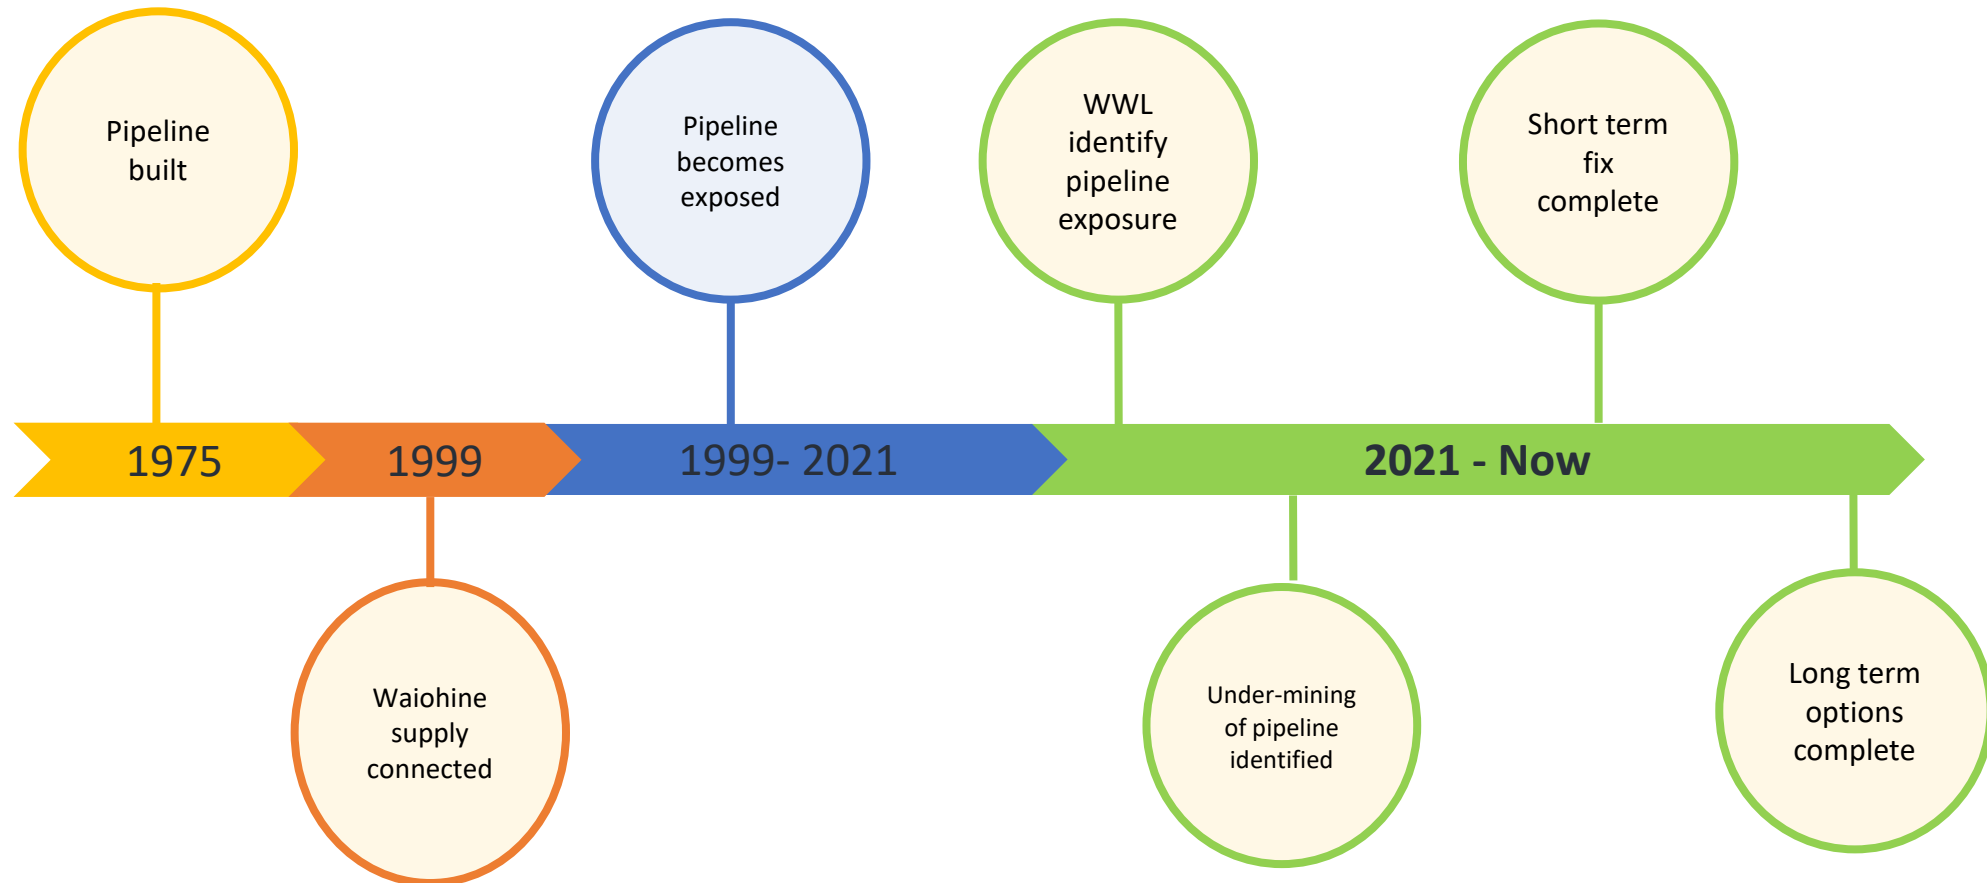 Pipeline
built
Pipeline
becomes
exposed
WWL
identify
pipeline
exposure
Short term
fix
complete
1975
1999
1999- 2021
2021 - Now
Waiohine
supply
connected
Under-mining
of pipeline
identified
Long term
options
complete